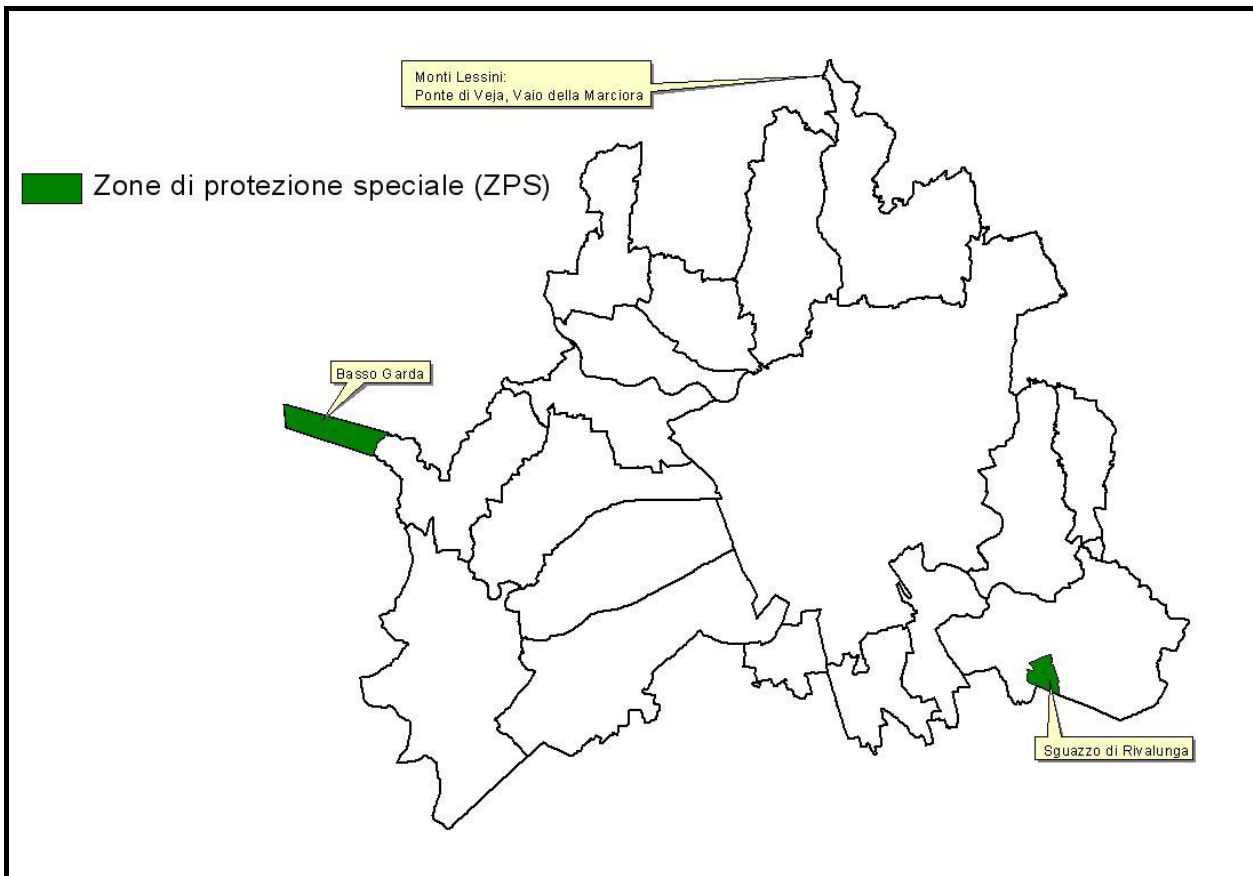 Monti Lessini:
Ponte di Veja, Vaio della Marciora
Zone di protezione speciale (ZPS)
Basso Garda
Sguazzo di Rivalunga